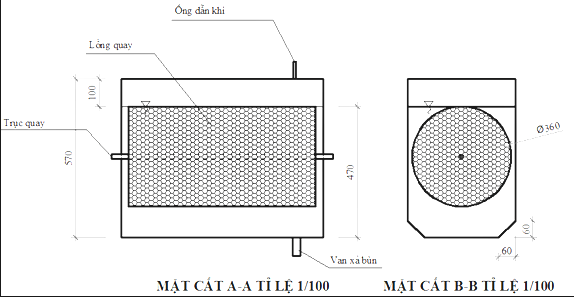 Ống dẫn khí
Lồng quay
100
Trục quay
570
470
Ø360
60
60
Van xả bùn
MẶT CẮT A-A TỈ LỆ 1/100
MẶT CẮT B-B TỈ LỆ 1/100